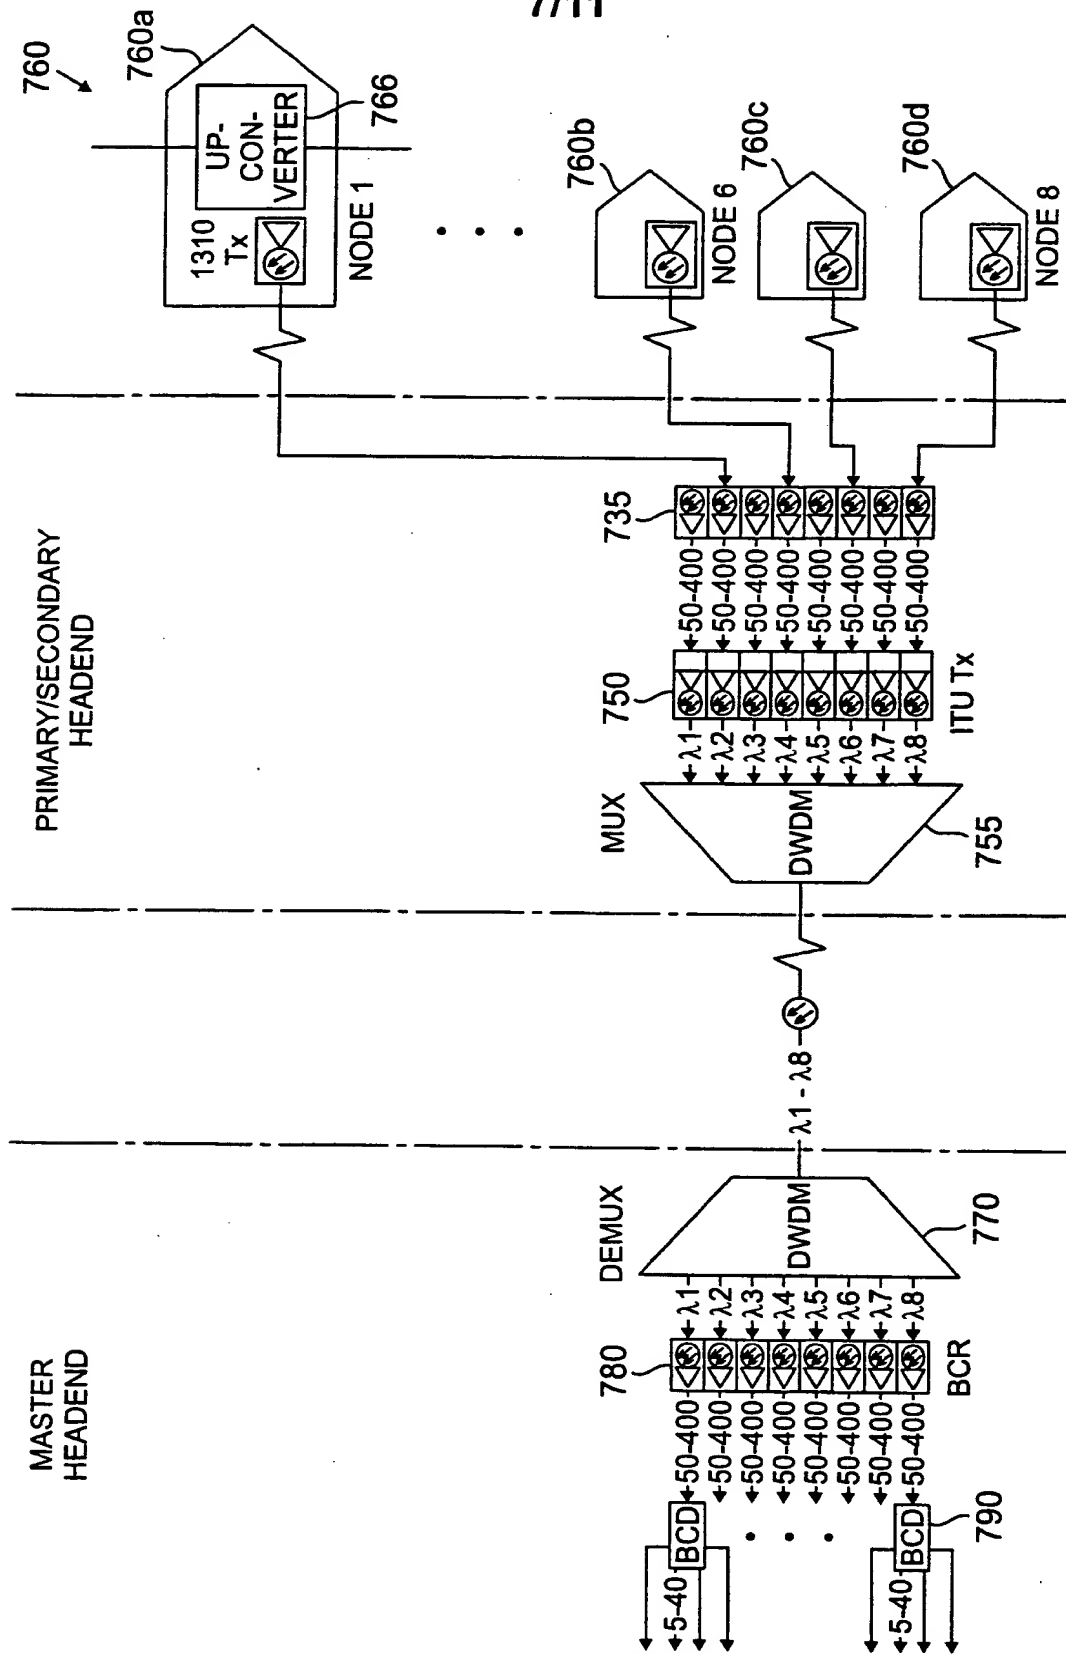 7/11
MASTER
HEADEND
PRIMARY/SECONDARY
HEADEND
760
760a
UP-
CON-
VERTER
766
1310
Tx
NODE 1
760b
NODE 6
760c
760d
NODE 8
735
50-400
50-400
50-400
50-400
50-400
50-400
50-400
50-400
750
ITU Tx
λ1
λ2
λ3
λ4
λ5
λ6
λ7
λ8
MUX
DWDM
755
λ1 - λ8
DEMUX
DWDM
770
λ1
λ2
λ3
λ4
λ5
λ6
λ7
λ8
780
BCR
50-400
50-400
50-400
50-400
50-400
50-400
50-400
50-400
BCD
5-40
BCD
790
5-40